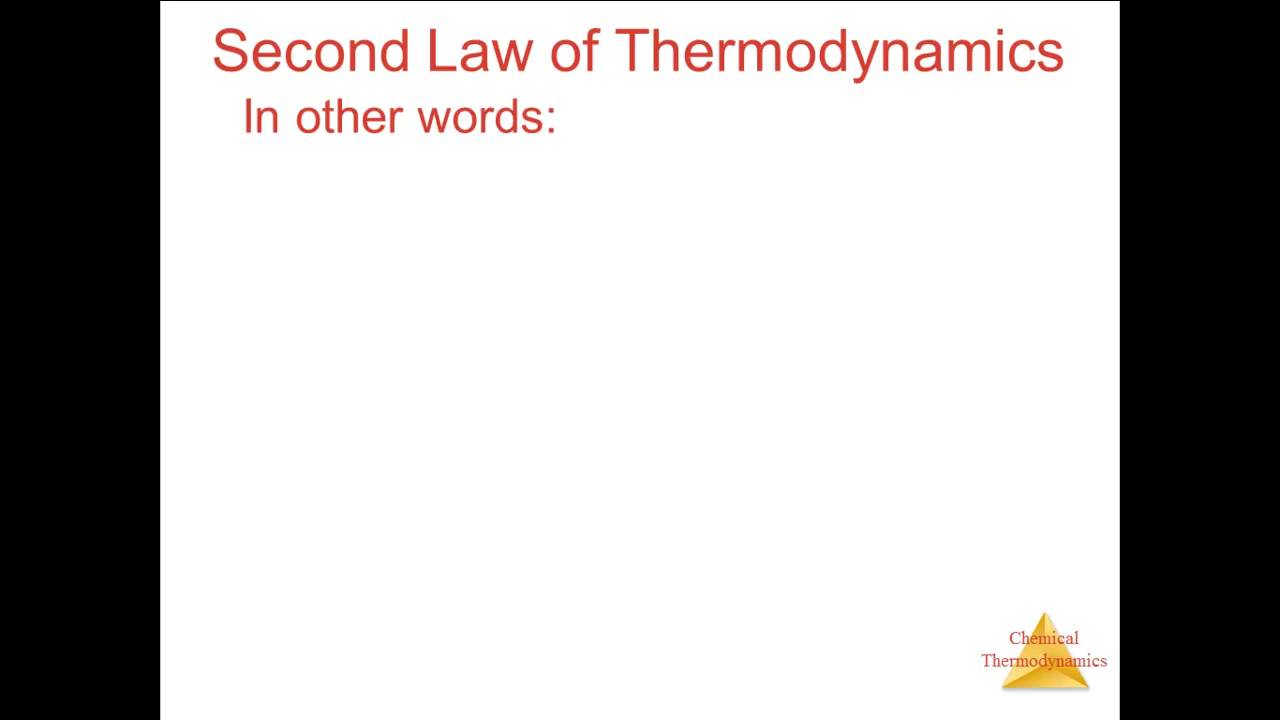 Second Law of Thermodynamics
In other words:
Chemical
Thermodynamics